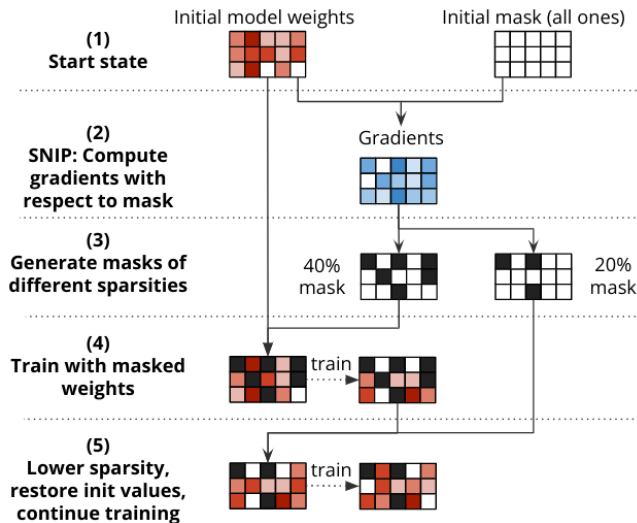 Initial model weights
Initial mask (all ones)
(1)
Start state
(2)
SNIP: Compute
gradients with
respect to mask
Gradients
(3)
Generate masks of
different sparsities
40%
mask
20%
mask
(4)
Train with masked
weights
train
(5)
Lower sparsity,
restore init values,
continue training
train